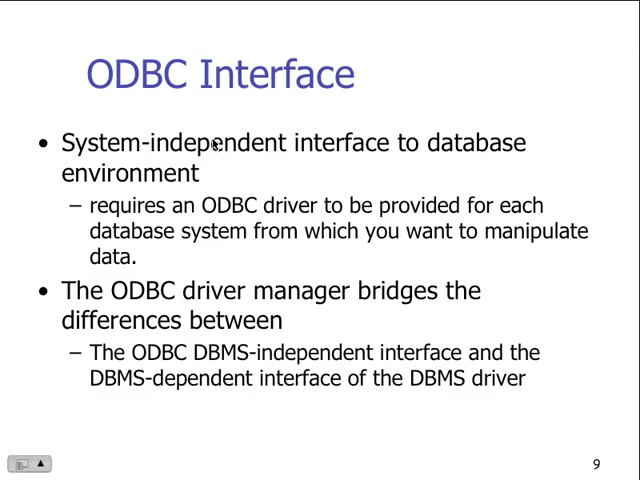 ODBC Interface
• System-independent interface to database
environment
– requires an ODBC driver to be provided for each
database system from which you want to manipulate
data.
• The ODBC driver manager bridges the
differences between
– The ODBC DBMS-independent interface and the
DBMS-dependent interface of the DBMS driver
9